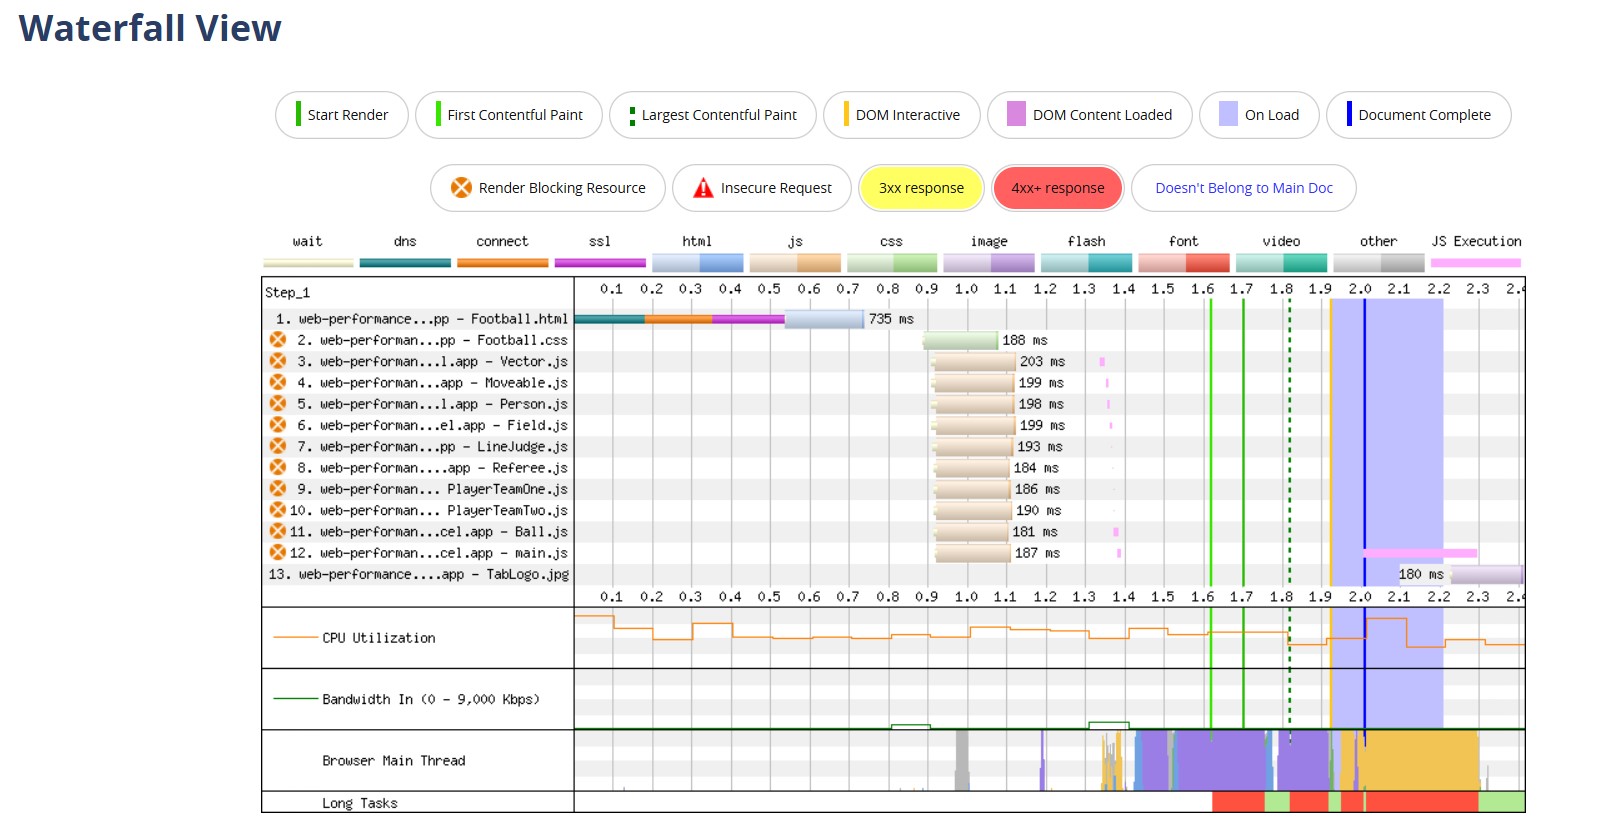 Waterfall View
Start Render First Contentful Paint Largest Contentful Paint DOM Interactive DOM Content Loaded On Load Document Complete
Render Blocking Resource Insecure Request 3xx response 4xx+ response Doesn't Belong to Main Doc
wait dns connect ssl html js css image flash font video other JS Execution
Step_1 0.1 0.2 0.3 0.4 0.5 0.6 0.7 0.8 0.9 1.0 1.1 1.2 1.3 1.4 1.5 1.6 1.7 1.8 1.9 2.0 2.1 2.2 2.3 2.4
1. web-performance...pp - Football.html 735 ms
2. web-performan...pp - Football.css 188 ms
3. web-performan...l.app - Vector.js 203 ms
4. web-performan...app - Moveable.js 199 ms
5. web-performan...l.app - Person.js 198 ms
6. web-performan...el.app - Field.js 199 ms
7. web-performan...pp - LineJudge.js 193 ms
8. web-performan....app - Referee.js 184 ms
9. web-performan... PlayerTeamOne.js 186 ms
10. web-performan... PlayerTeamTwo.js 190 ms
11. web-performan...cel.app - Ball.js 181 ms
12. web-performan...cel.app - main.js 187 ms
13. web-performance....app - TabLogo.jpg 180 ms
0.1 0.2 0.3 0.4 0.5 0.6 0.7 0.8 0.9 1.0 1.1 1.2 1.3 1.4 1.5 1.6 1.7 1.8 1.9 2.0 2.1 2.2 2.3 2.4
CPU Utilization
Bandwidth In (0 - 9,000 Kbps)
Browser Main Thread
Long Tasks